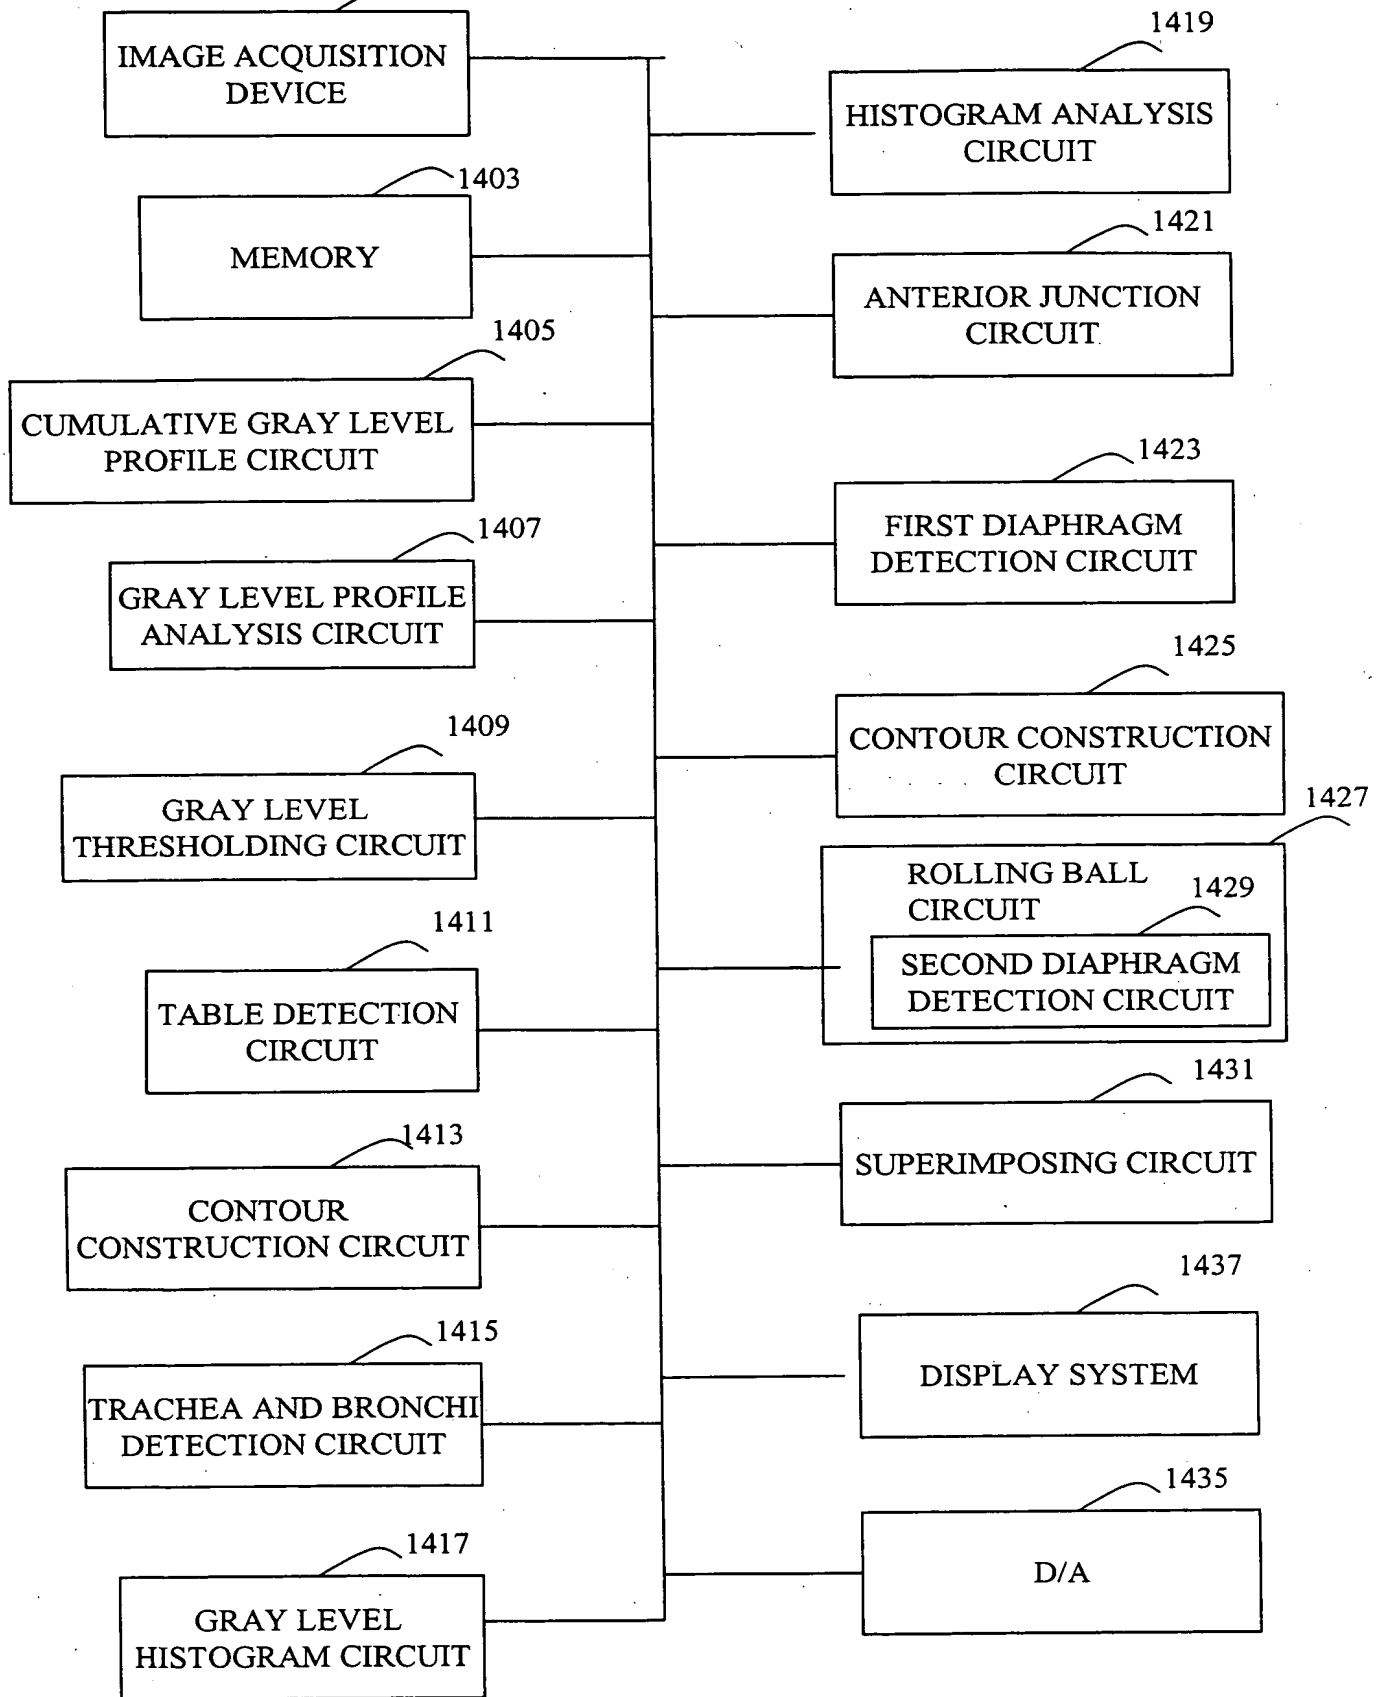 IMAGE ACQUISITION
DEVICE
1403
MEMORY
1405
CUMULATIVE GRAY LEVEL
PROFILE CIRCUIT
1407
GRAY LEVEL PROFILE
ANALYSIS CIRCUIT
1409
GRAY LEVEL
THRESHOLDING CIRCUIT
1411
TABLE DETECTION
CIRCUIT
1413
CONTOUR
CONSTRUCTION CIRCUIT
1415
TRACHEA AND BRONCHI
DETECTION CIRCUIT
1417
GRAY LEVEL
HISTOGRAM CIRCUIT
1419
HISTOGRAM ANALYSIS
CIRCUIT
1421
ANTERIOR JUNCTION
CIRCUIT
1423
FIRST DIAPHRAGM
DETECTION CIRCUIT
1425
CONTOUR CONSTRUCTION
CIRCUIT
1427
ROLLING BALL
CIRCUIT
1429
SECOND DIAPHRAGM
DETECTION CIRCUIT
1431
SUPERIMPOSING CIRCUIT
1437
DISPLAY SYSTEM
1435
D/A